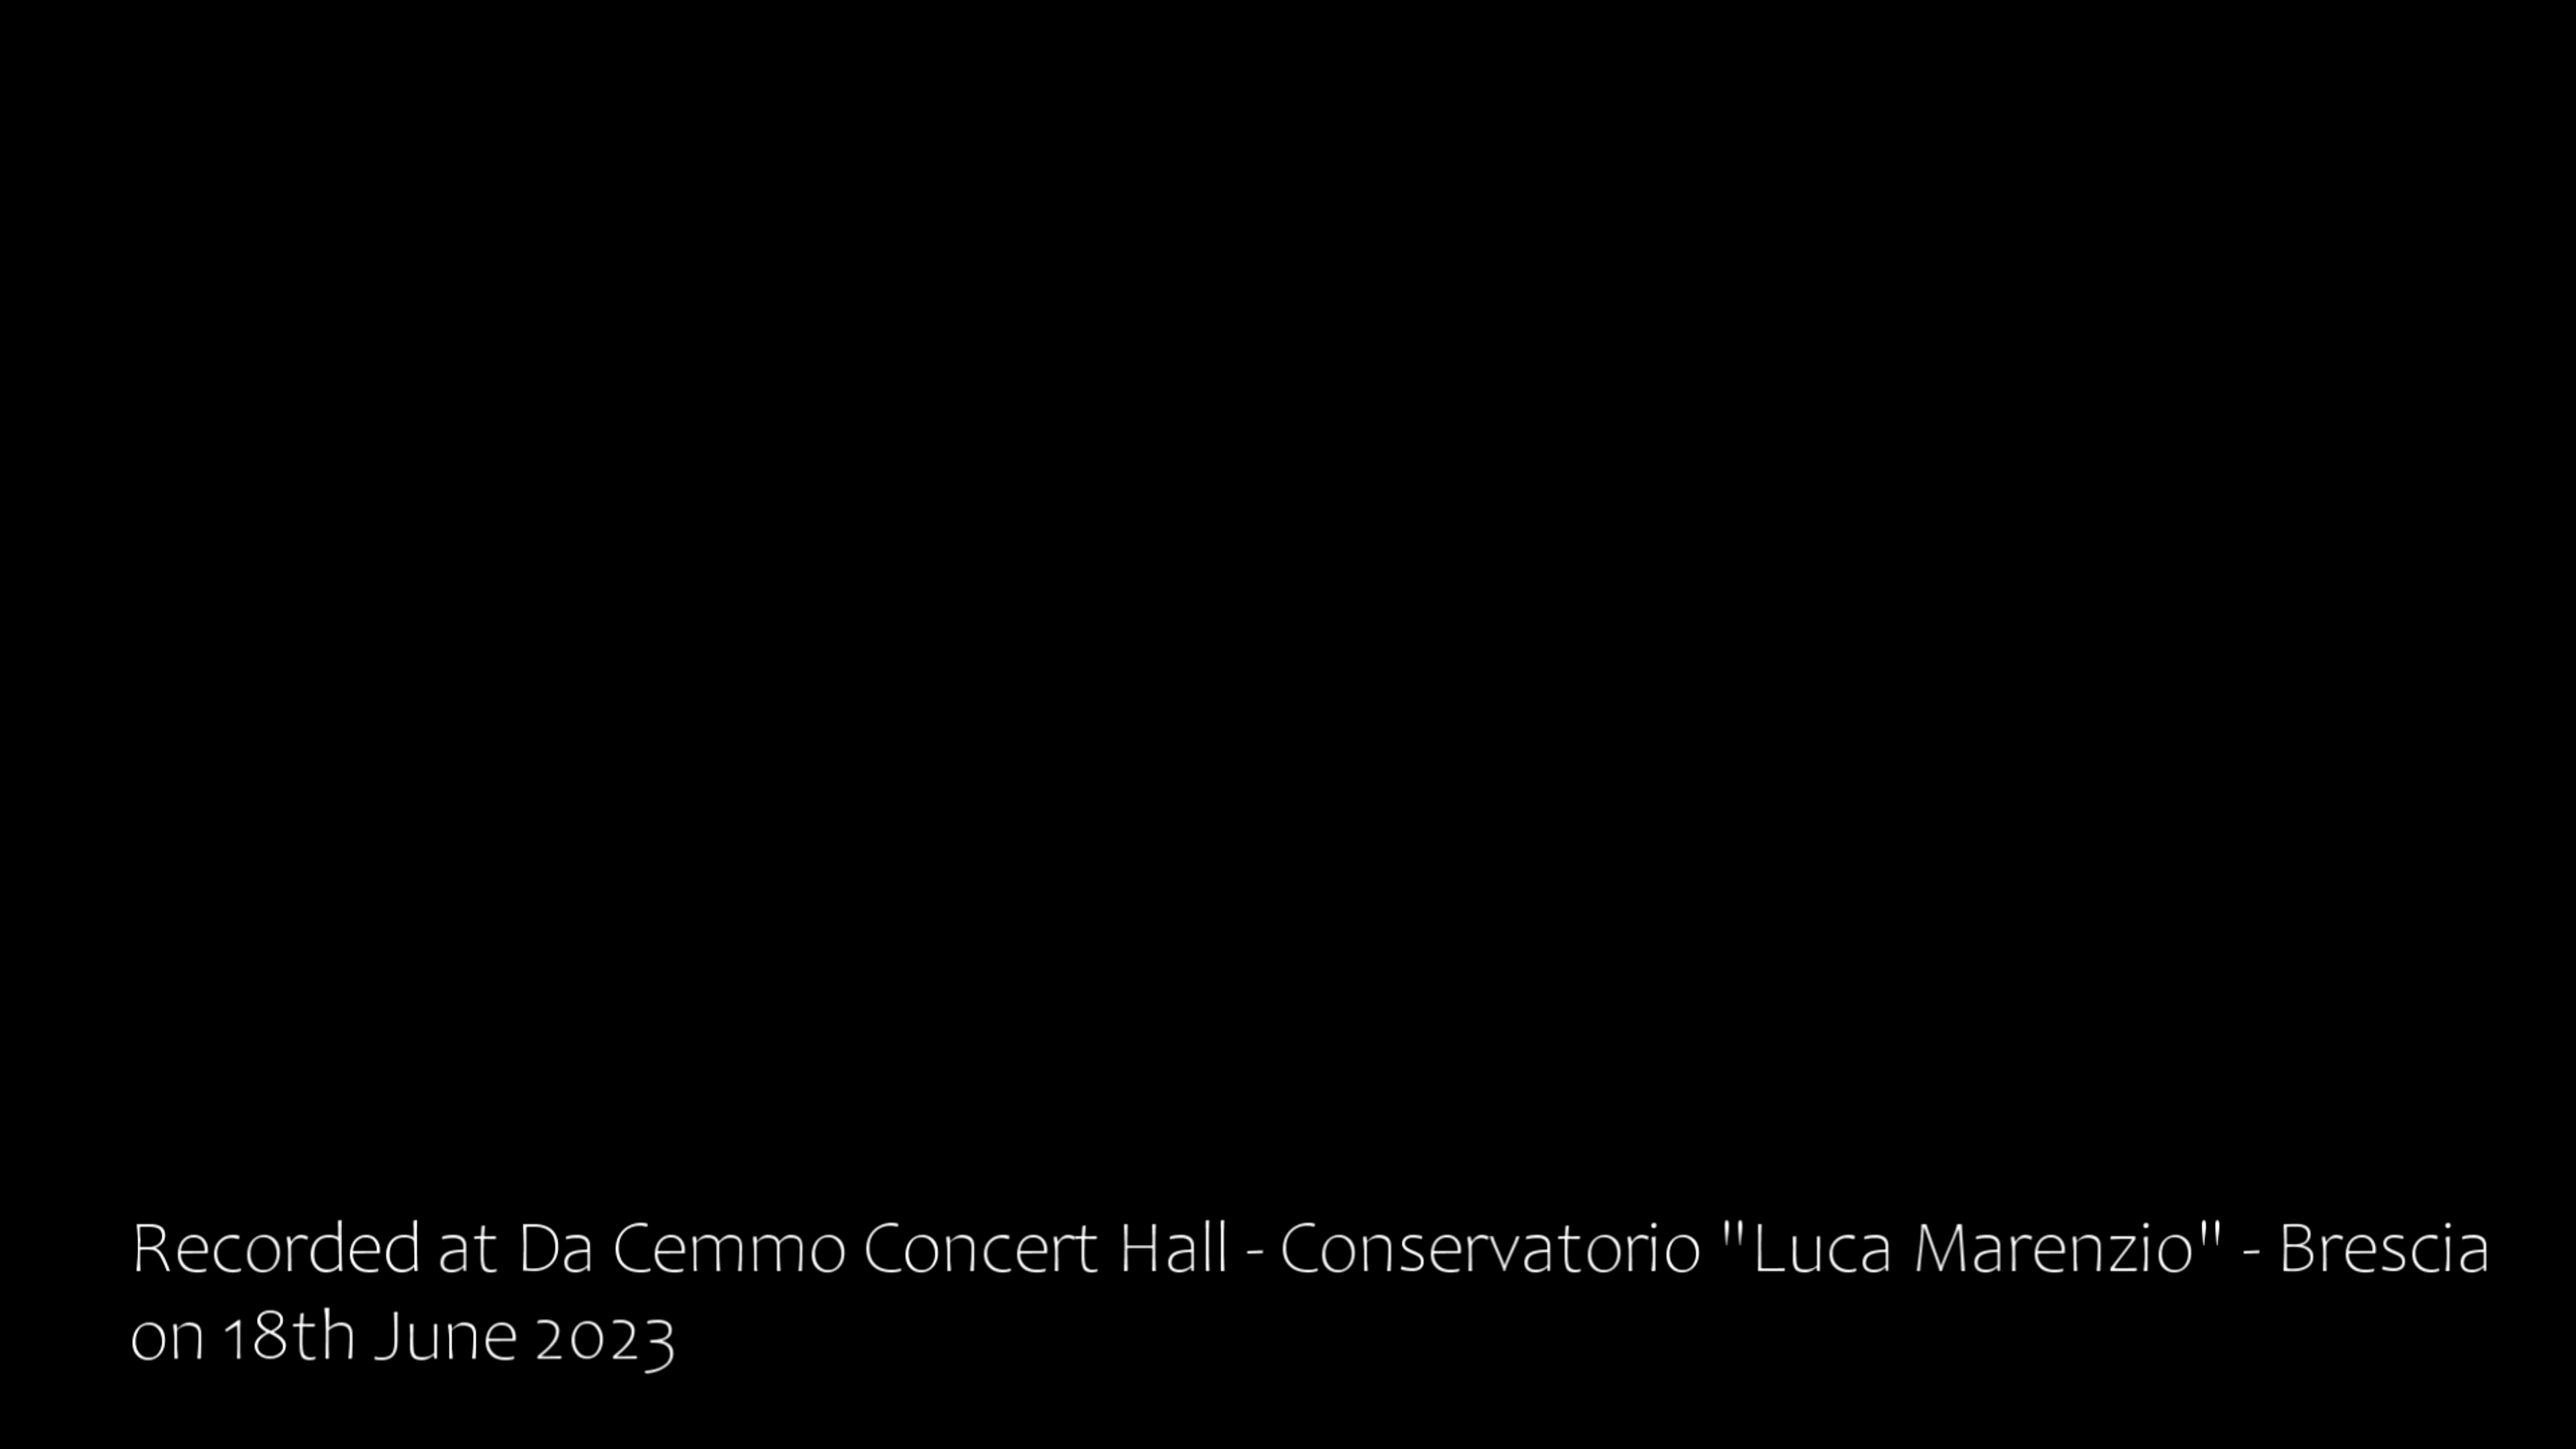 Recorded at Da Cemmo Concert Hall - Conservatorio "Luca Marenzio" - Brescia
on 18th June 2023